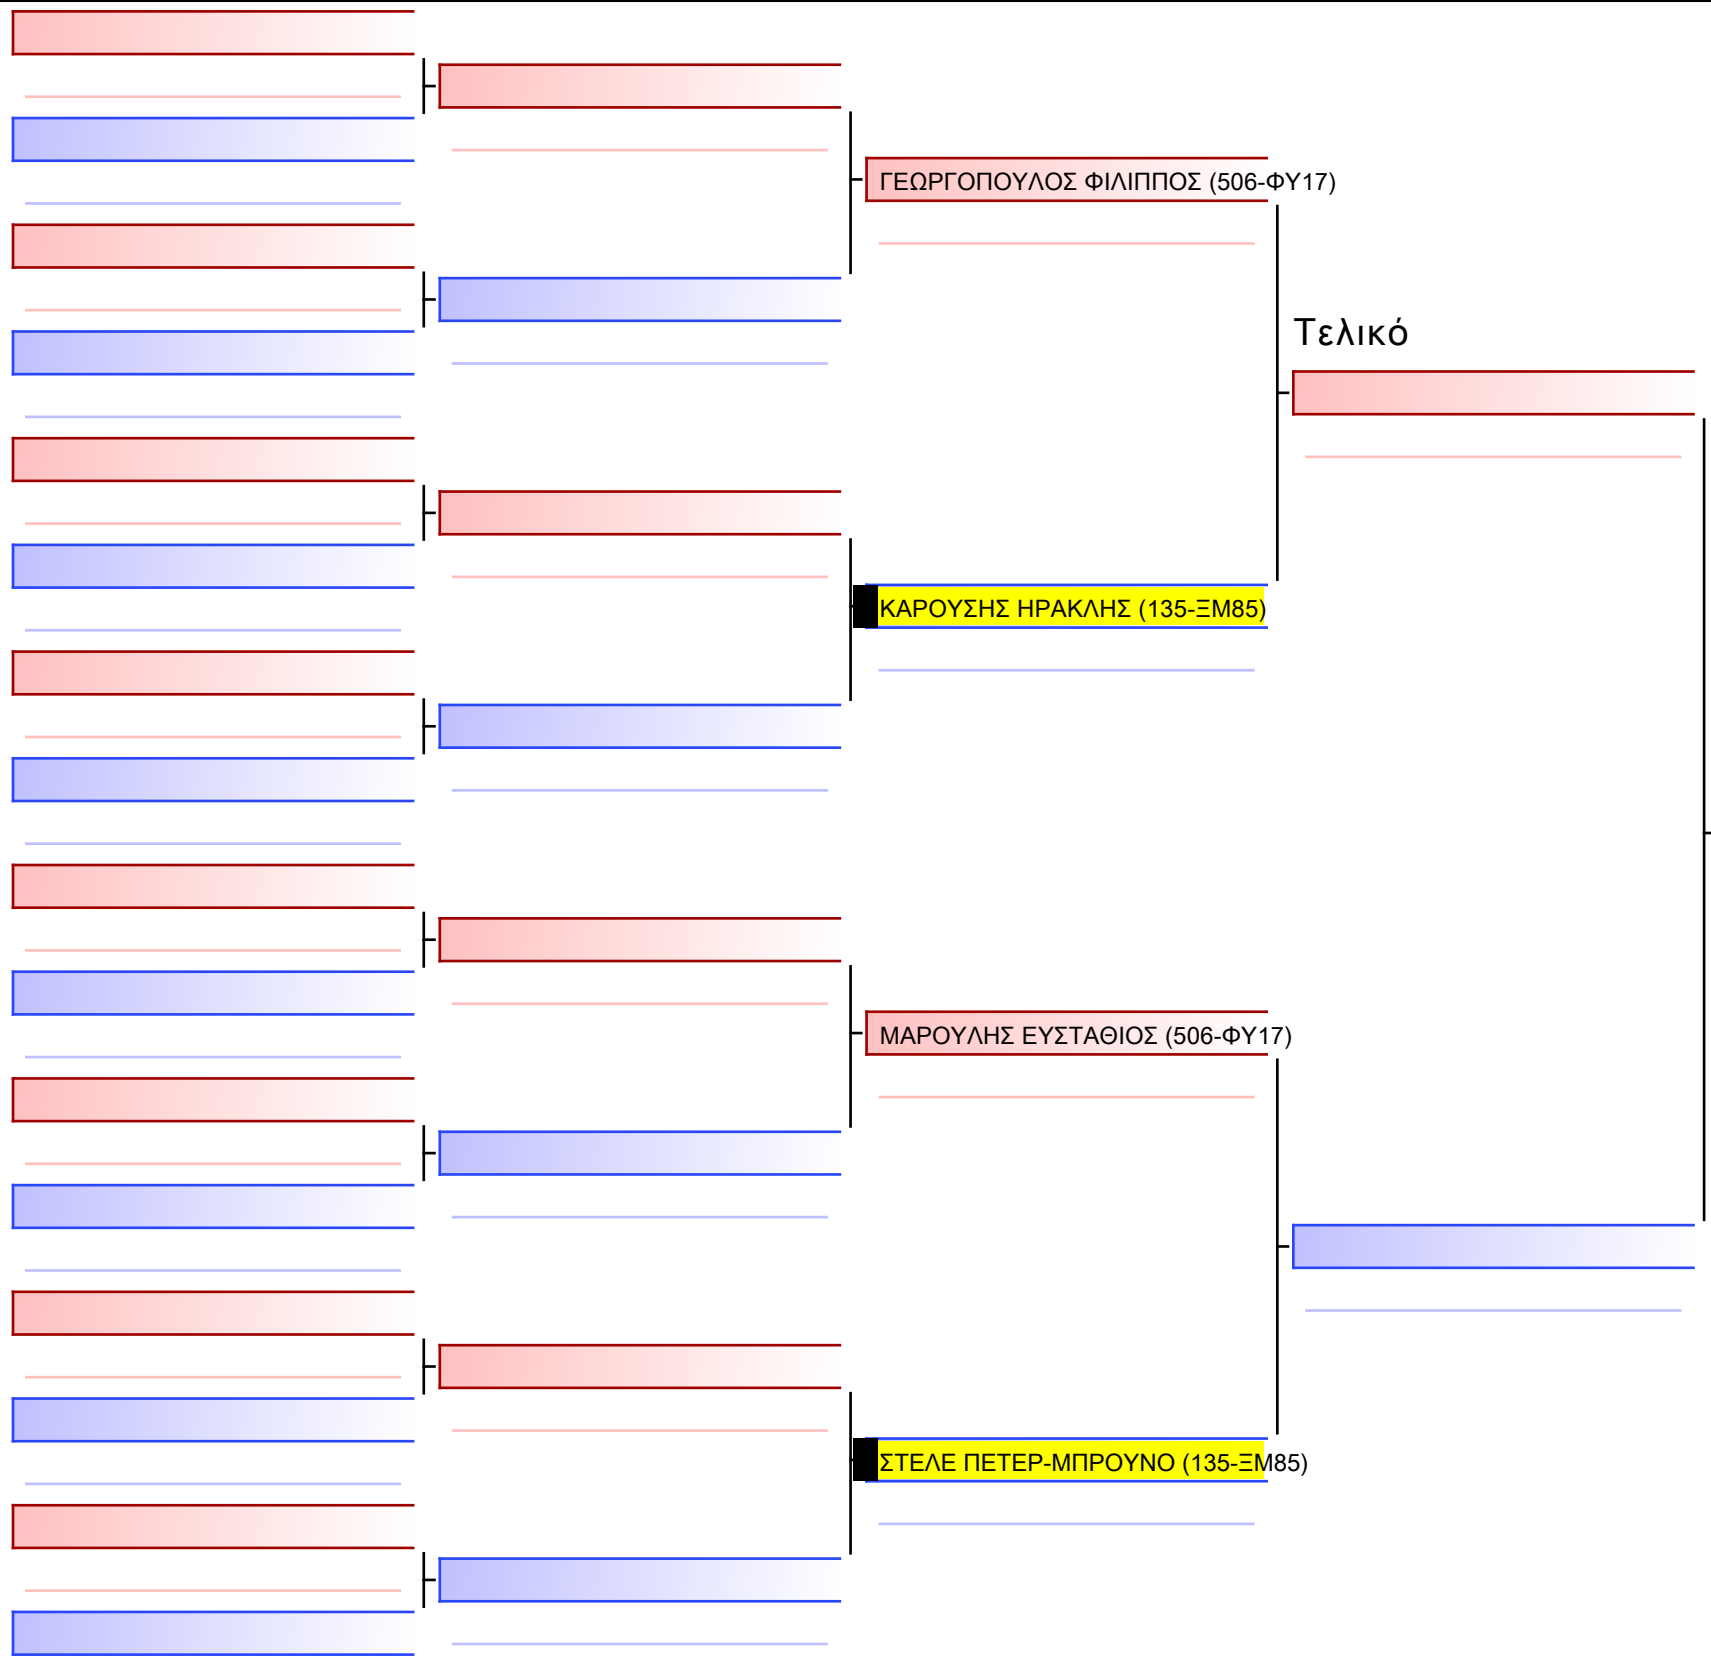 ΓΕΩΡΓΟΠΟΥΛΟΣ ΦΙΛΙΠΠΟΣ (506-ΦΥ17)
Τελικό
ΚΑΡΟΥΣΗΣ ΗΡΑΚΛΗΣ (135-ΞΜ85)
ΜΑΡΟΥΛΗΣ ΕΥΣΤΑΘΙΟΣ (506-ΦΥ17)
ΣΤΕΛΕ ΠΕΤΕΡ-ΜΠΡΟΥΝΟ (135-ΞΜ85)